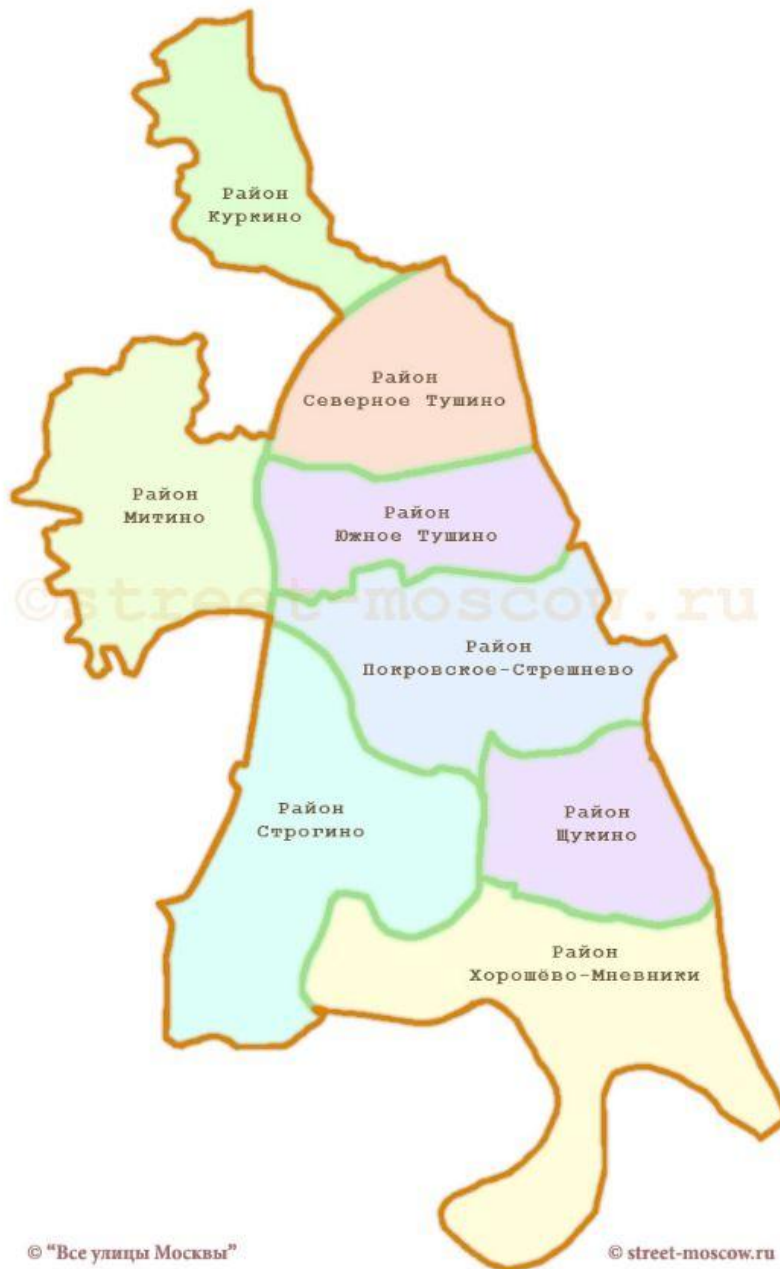 Район
Куркино
Район
Северное Тушино
Район
Митино
Район
Южное Тушино
©street-moscow.ru
Район
Покровское-Стрешнево
Район
Строгино
Район
Щукино
Район
Хорошёво-Мневники
© "Все улицы Москвы"
© street-moscow.ru